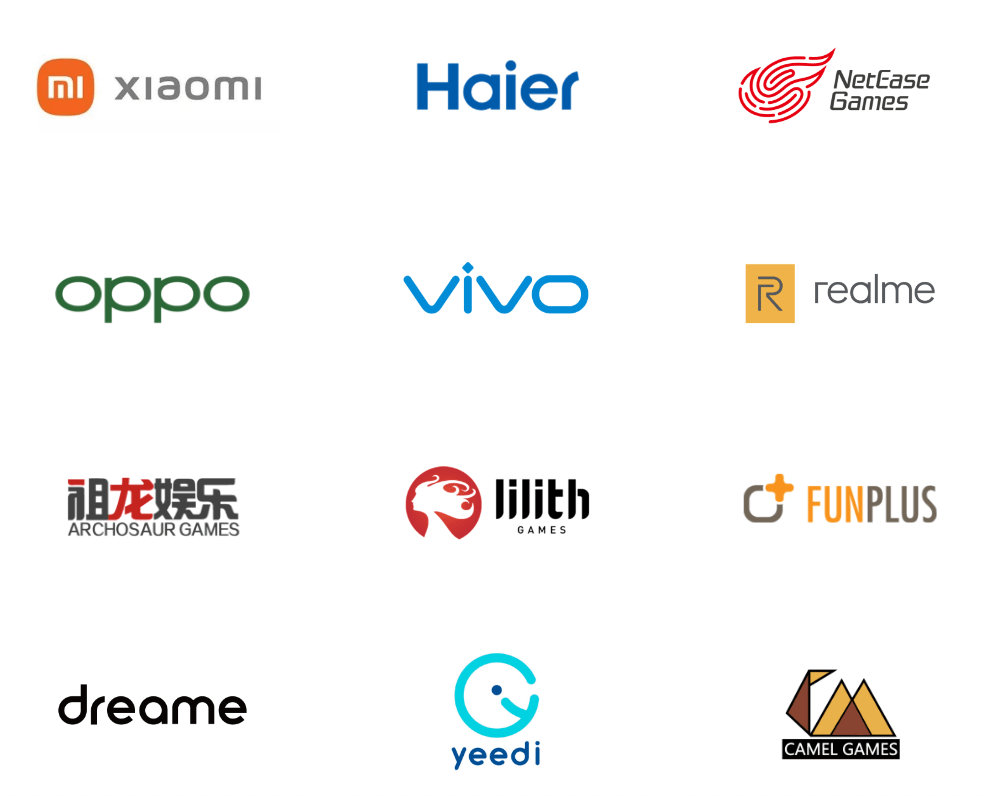 mi xiaomi
Haier
NetEase
Games
oppo
vivo
R realme
祖龙娱乐
ARCHOSAUR GAMES
lilith
GAMES
FUNPLUS
dreame
yeedi
CAMEL GAMES